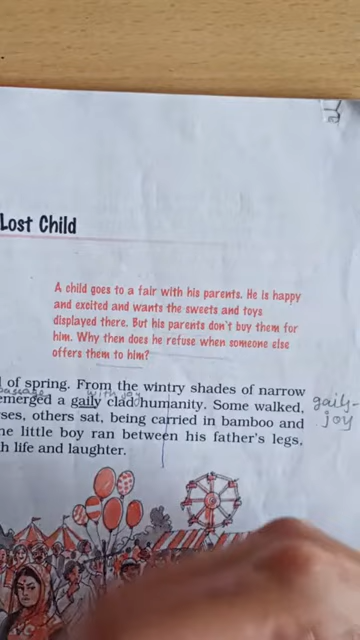 Lost Child
A child goes to a fair with his parents. He is happy
and excited and wants the sweets and toys
displayed there. But his parents don't buy them for
him. Why then does he refuse when someone else
offers them to him?
l of spring. From the wintry shades of narrow
with joy
emerged a gaily clad humanity. Some walked,
gaily-
joy
ses, others sat, being carried in bamboo and
he little boy ran between his father's legs,
h life and laughter.